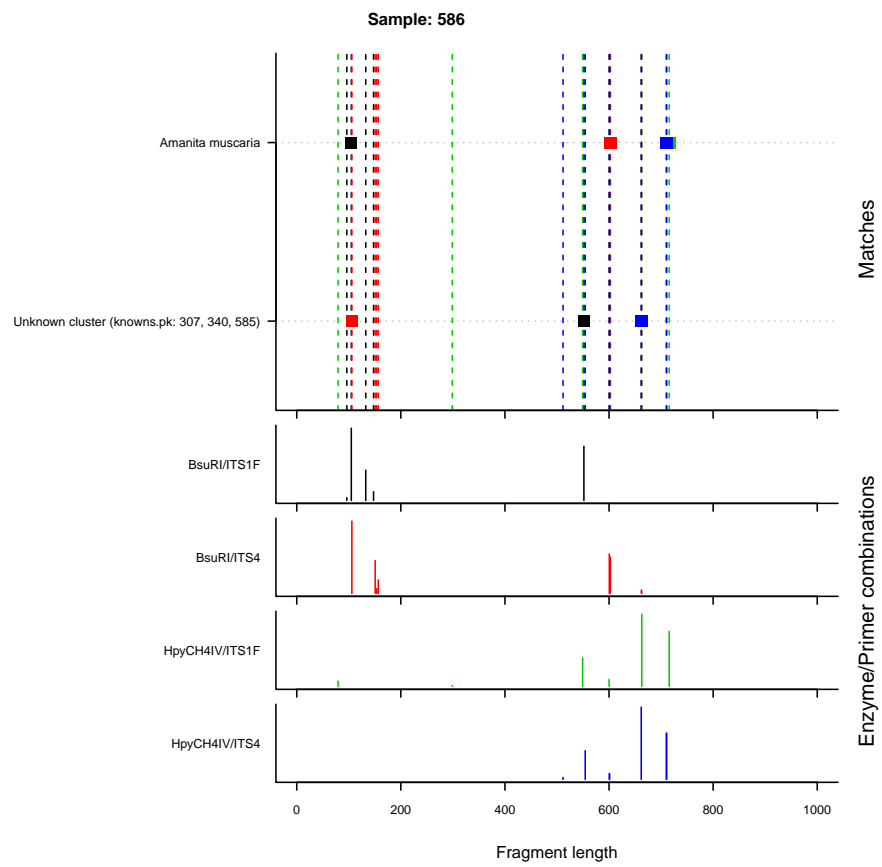 Sample: 586
Amanita muscaria
Unknown cluster (knowns.pk: 307, 340, 585)
Matches
BsuRI/ITS1F
BsuRI/ITS4
HpyCH4IV/ITS1F
HpyCH4IV/ITS4
Enzyme/Primer combinations
0 200 400 600 800 1000
Fragment length